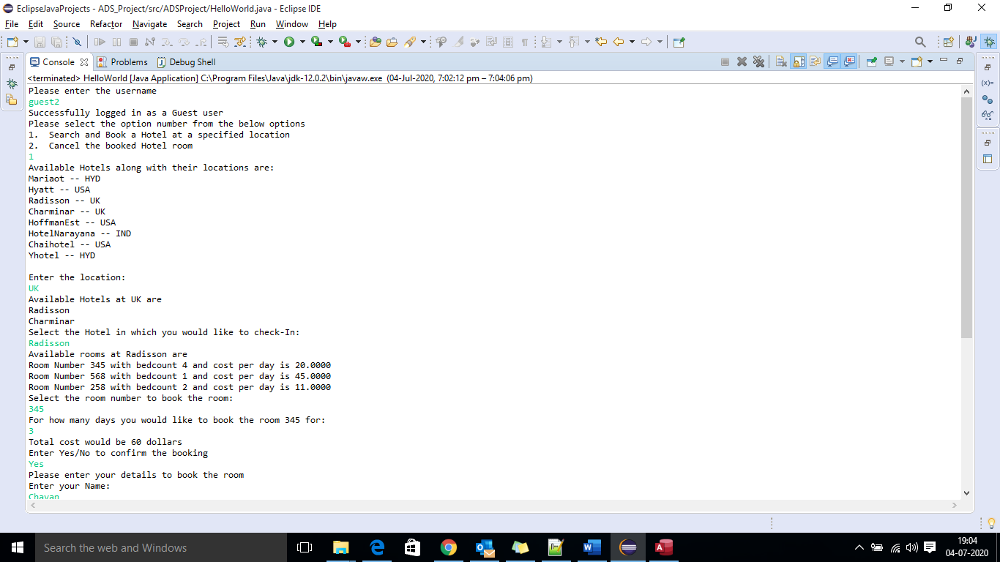 EclipseJavaProjects - ADS_Project/src/ADSProject/HelloWorld.java - Eclipse IDE
File Edit Source Refactor Navigate Search Project Run Window Help
Console Problems Debug Shell
<terminated> HelloWorld [Java Application] C:\Program Files\Java\jdk-12.0.2\bin\javaw.exe (04-Jul-2020, 7:02:12 pm – 7:04:06 pm)
Please enter the username
guest2
Successfully logged in as a Guest user
Please select the option number from the below options
1. Search and Book a Hotel at a specified location
2. Cancel the booked Hotel room
1
Available Hotels along with their locations are:
Mariaot -- HYD
Hyatt -- USA
Radisson -- UK
Charminar -- UK
HoffmanEst -- USA
HotelNarayana -- IND
Chaihotel -- USA
Yhotel -- HYD
Enter the location:
UK
Available Hotels at UK are
Radisson
Charminar
Select the Hotel in which you would like to check-In:
Radisson
Available rooms at Radisson are
Room Number 345 with bedcount 4 and cost per day is 20.0000
Room Number 568 with bedcount 1 and cost per day is 45.0000
Room Number 258 with bedcount 2 and cost per day is 11.0000
Select the room number to book the room:
345
For how many days you would like to book the room 345 for:
3
Total cost would be 60 dollars
Enter Yes/No to confirm the booking
Yes
Please enter your details to book the room
Enter your Name:
Chavan
Search the web and Windows
19:04
04-07-2020